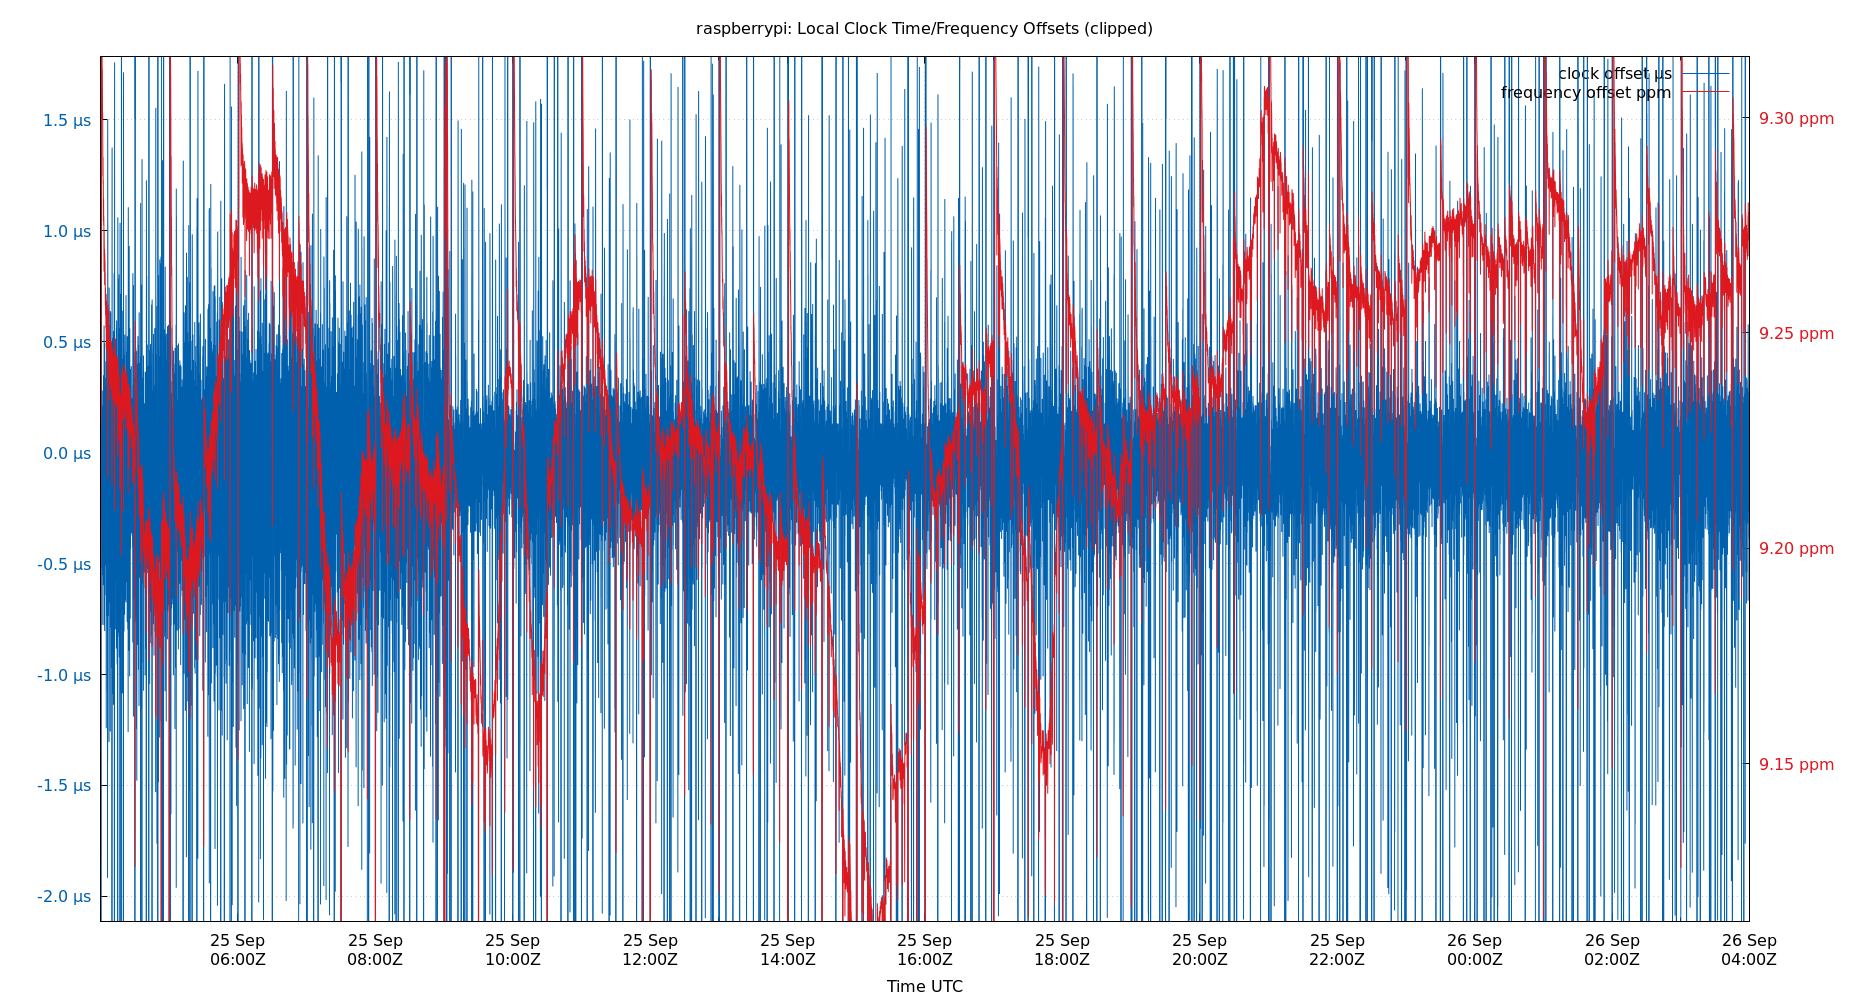 raspberrypi: Local Clock Time/Frequency Offsets (clipped)
clock offset µs
frequency offset ppm
1.5 µs
1.0 µs
0.5 µs
0.0 µs
-0.5 µs
-1.0 µs
-1.5 µs
-2.0 µs
9.30 ppm
9.25 ppm
9.20 ppm
9.15 ppm
25 Sep 25 Sep 25 Sep 25 Sep 25 Sep 25 Sep 25 Sep 25 Sep 25 Sep 26 Sep 26 Sep 26 Sep
06:00Z 08:00Z 10:00Z 12:00Z 14:00Z 16:00Z 18:00Z 20:00Z 22:00Z 00:00Z 02:00Z 04:00Z
Time UTC